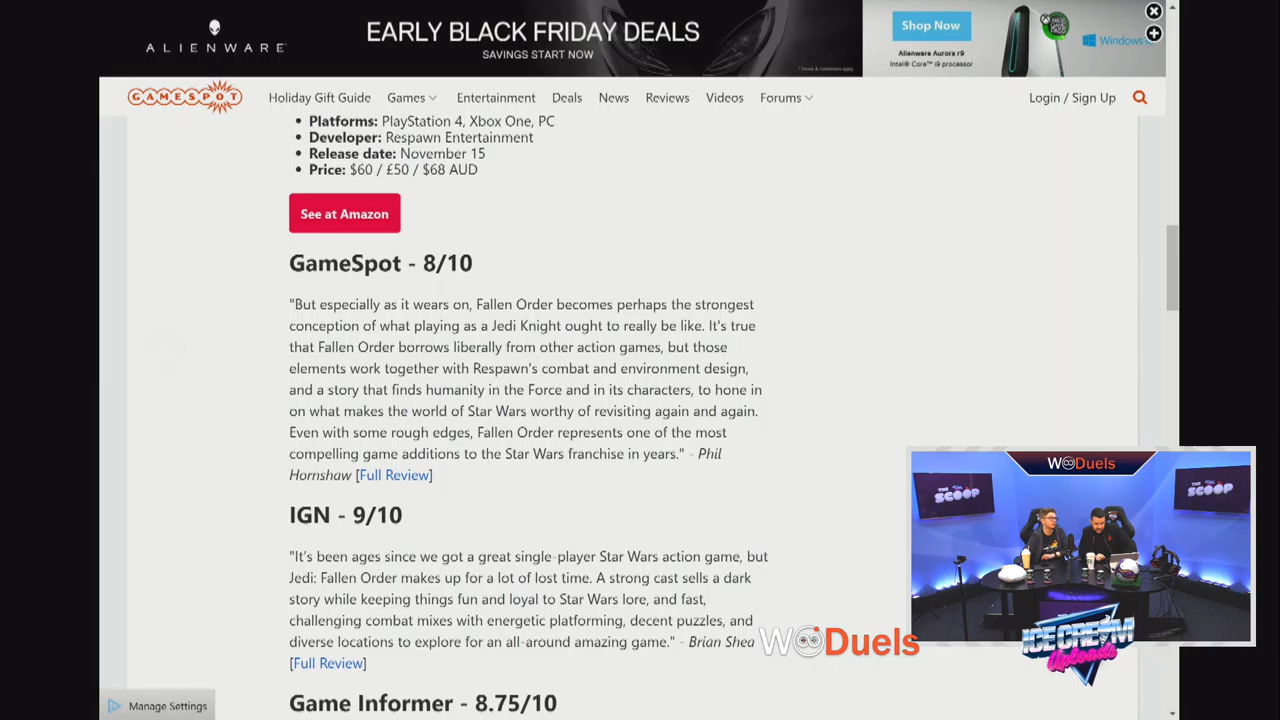 ALIENWARE
EARLY BLACK FRIDAY DEALS
SAVINGS START NOW
*Terms & conditions apply
Shop Now
Alienware Aurora r9
Intel® Core™ i9 processor
Windows
GAMESPOT
Holiday Gift Guide
Games
Entertainment
Deals
News
Reviews
Videos
Forums
Login / Sign Up
• Platforms: PlayStation 4, Xbox One, PC
• Developer: Respawn Entertainment
• Release date: November 15
• Price: $60 / £50 / $68 AUD
See at Amazon
GameSpot - 8/10
"But especially as it wears on, Fallen Order becomes perhaps the strongest
conception of what playing as a Jedi Knight ought to really be like. It's true
that Fallen Order borrows liberally from other action games, but those
elements work together with Respawn's combat and environment design,
and a story that finds humanity in the Force and in its characters, to hone in
on what makes the world of Star Wars worthy of revisiting again and again.
Even with some rough edges, Fallen Order represents one of the most
compelling game additions to the Star Wars franchise in years." - Phil
Hornshaw [Full Review]
IGN - 9/10
"It's been ages since we got a great single-player Star Wars action game, but
Jedi: Fallen Order makes up for a lot of lost time. A strong cast sells a dark
story while keeping things fun and loyal to Star Wars lore, and fast,
challenging combat mixes with energetic platforming, decent puzzles, and
diverse locations to explore for an all-around amazing game." - Brian Shea
[Full Review]
Game Informer - 8.75/10
Manage Settings
WooDuels
WooDuels
THE SCOOP
THE SCOOP
ICE CREAM
Uploads